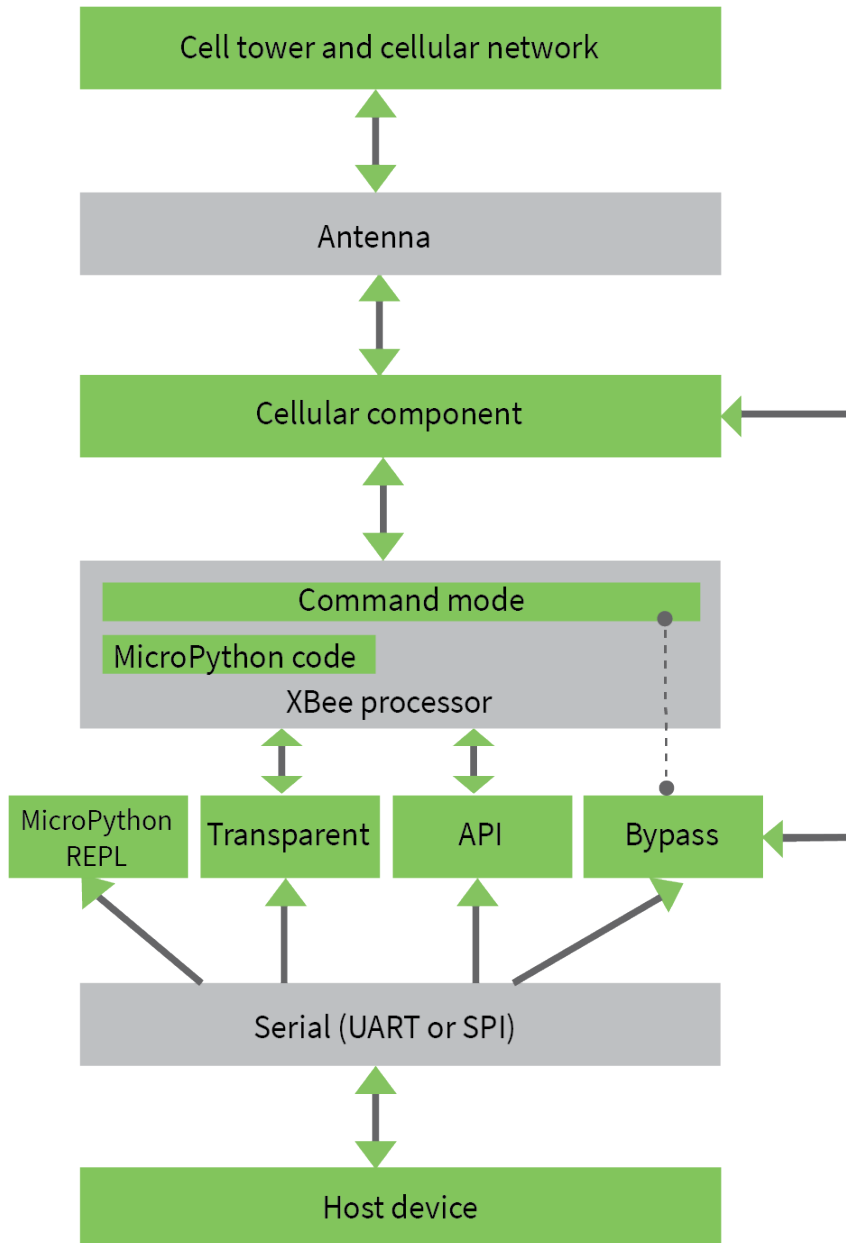 Cell tower and cellular network
Antenna
Cellular component
Command mode
MicroPython code
XBee processor
MicroPython
REPL
Transparent
API
Bypass
Serial (UART or SPI)
Host device